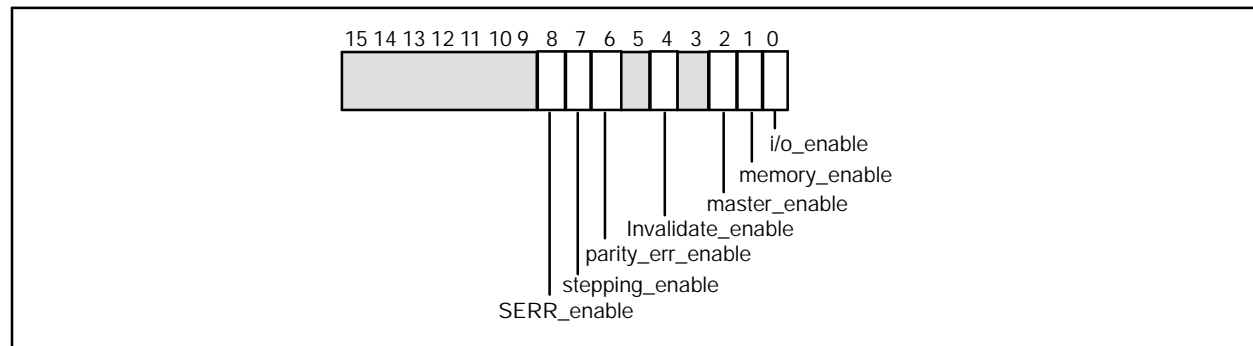 15 14 13 12 11 10 9 8 7 6 5 4 3 2 1 0
i/o_enable
memory_enable
master_enable
Invalidate_enable
parity_err_enable
stepping_enable
SERR_enable